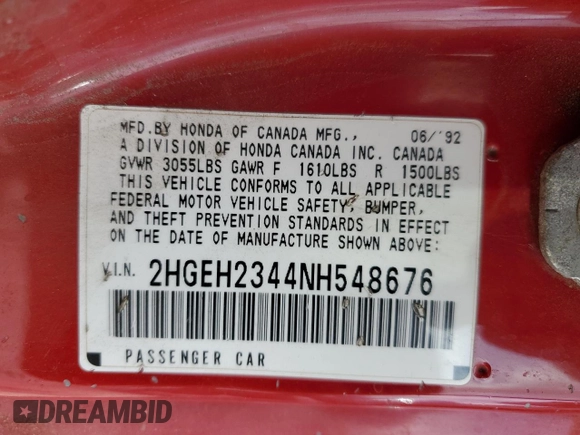 MFD.BY HONDA OF CANADA MFG., 06/'92
A DIVISION OF HONDA CANADA INC. CANADA
GVWR 3055LBS GAWR F 1610LBS R 1500LBS
THIS VEHICLE CONFORMS TO ALL APPLICABLE
FEDERAL MOTOR VEHICLE SAFETY, BUMPER,
AND THEFT PREVENTION STANDARDS IN EFFECT
ON THE DATE OF MANUFACTURE SHOWN ABOVE:
V.I.N. 2HGEH2344NH548676
PASSENGER CAR
DREAMBID